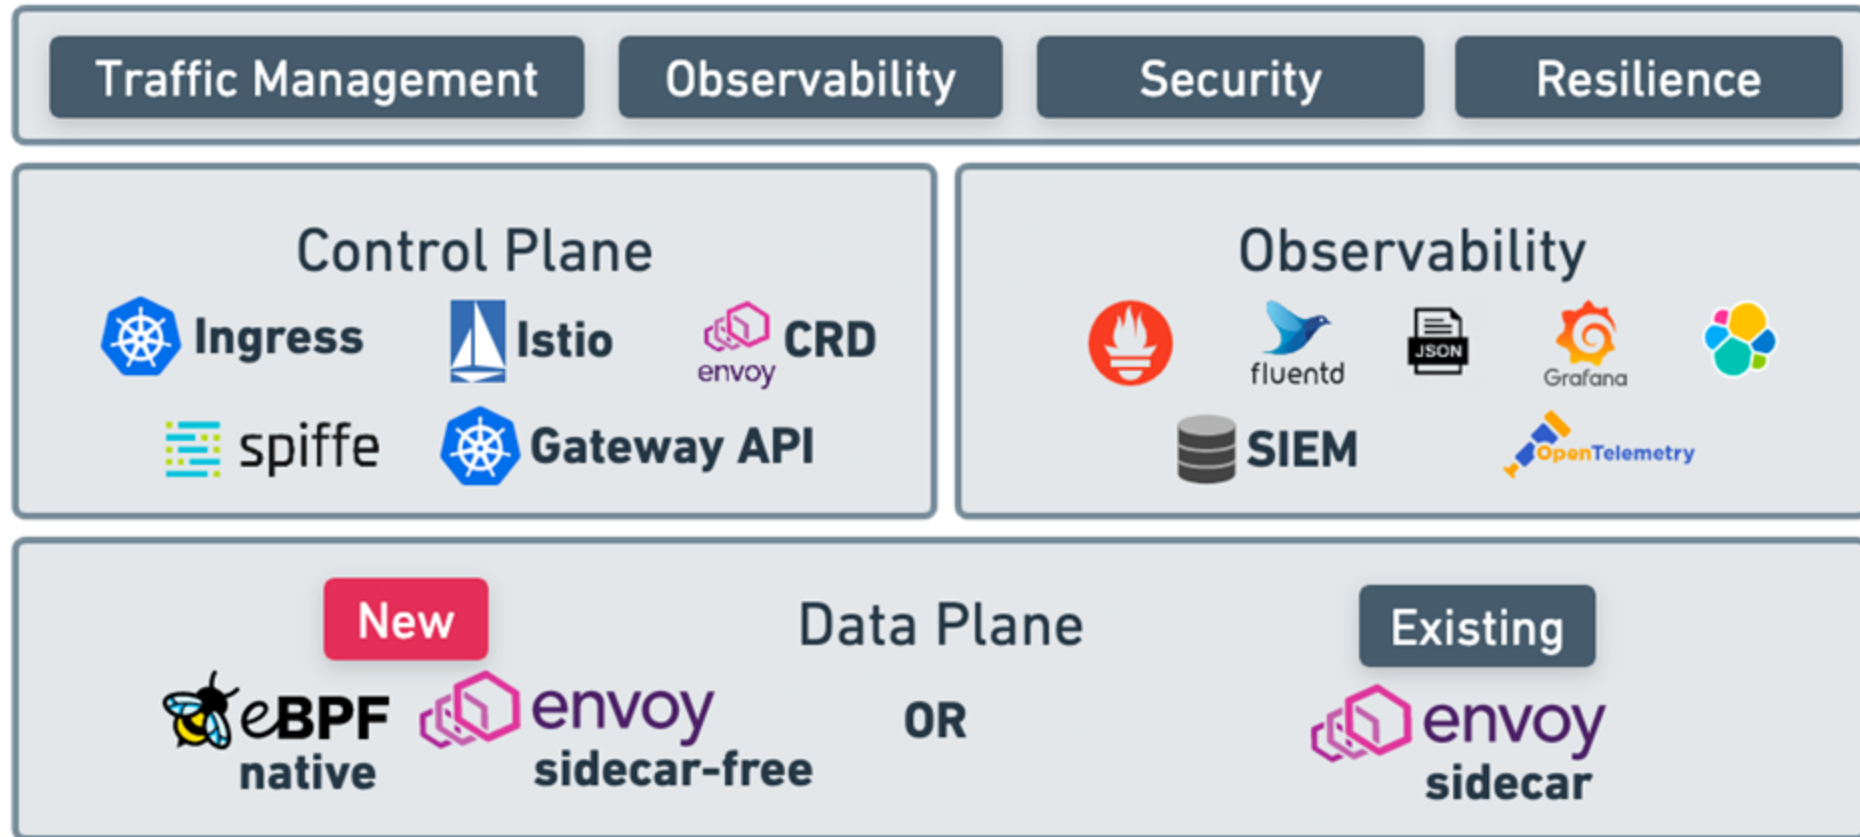 Traffic Management
Observability
Security
Resilience
Control Plane
Ingress
Istio
envoy
CRD
spiffe
Gateway API
Observability
fluentd
JSON
Grafana
SIEM
OpenTelemetry
New
Data Plane
Existing
eBPF
native
envoy
sidecar-free
OR
envoy
sidecar